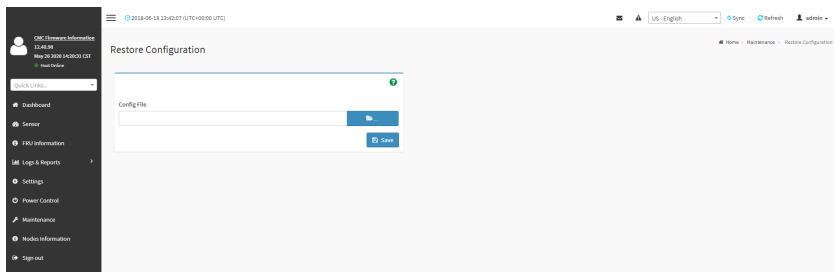 2018-06-18 13:42:07 (UTC+00:00 UTC)
US - English
Sync
Refresh
admin
CMC Firmware Information
12.40.98
May 26 2020 14:20:31 CST
Host Online
Quick Links...
Dashboard
Sensor
FRU Information
Logs & Reports
Settings
Power Control
Maintenance
Nodes Information
Sign out
Restore Configuration
Home > Maintenance > Restore Configuration
Config File
...
Save